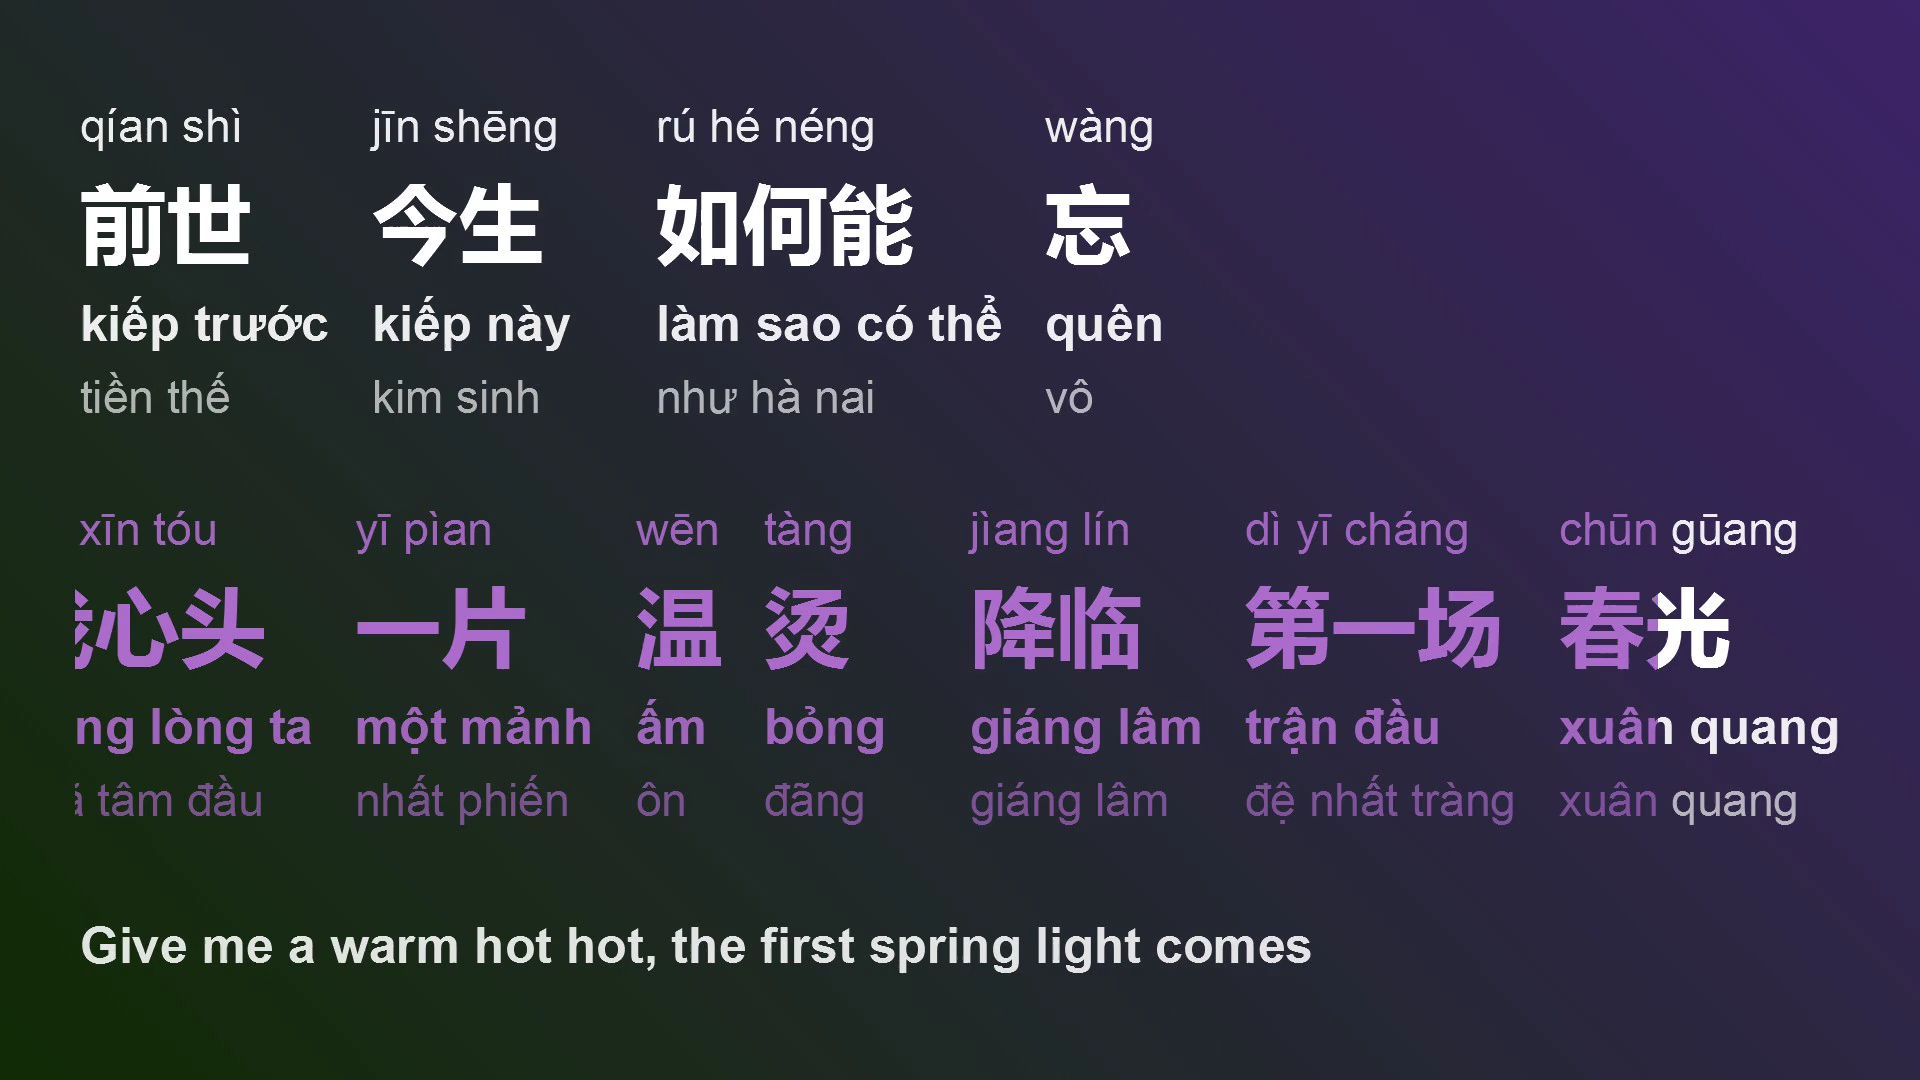 qían shì jīn shēng rú hé néng wàng
前世 今生 如何能 忘
kiếp trước kiếp này làm sao có thể quên
tiền thế kim sinh như hà nai vô
xīn tóu yī pìan wēn tàng jìang lín dì yī cháng chūn gūang
心头 一片 温 烫 降临 第一场 春光
lòng ta một mảnh ấm bỏng giáng lâm trận đầu xuân quang
tâm đầu nhất phiến ôn đãng giáng lâm đệ nhất tràng xuân quang
Give me a warm hot hot, the first spring light comes